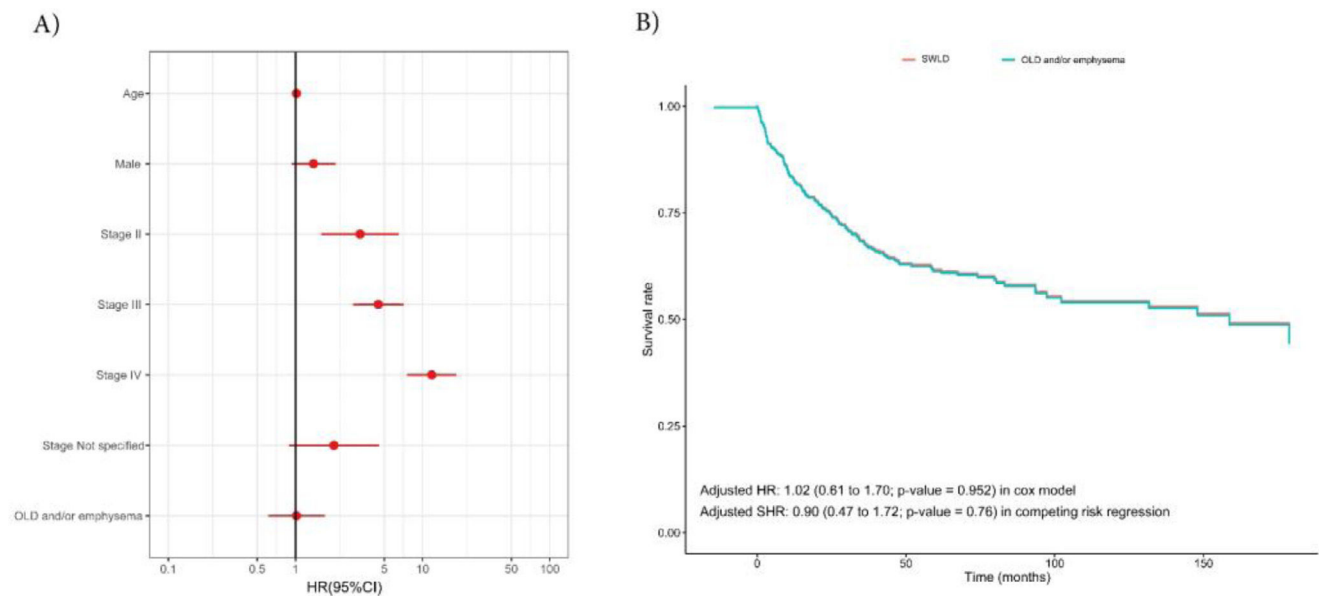 A)
Age
Male
Stage II
Stage III
Stage IV
Stage Not specified
OLD and/or emphysema
0.1 0.5 1 5 10 50 100
HR(95%CI)
B)
SWLD OLD and/or emphysema
1.00
0.75
0.50
0.25
0.00
Survival rate
Adjusted HR: 1.02 (0.61 to 1.70; p-value = 0.952) in cox model
Adjusted SHR: 0.90 (0.47 to 1.72; p-value = 0.76) in competing risk regression
0 50 100 150
Time (months)